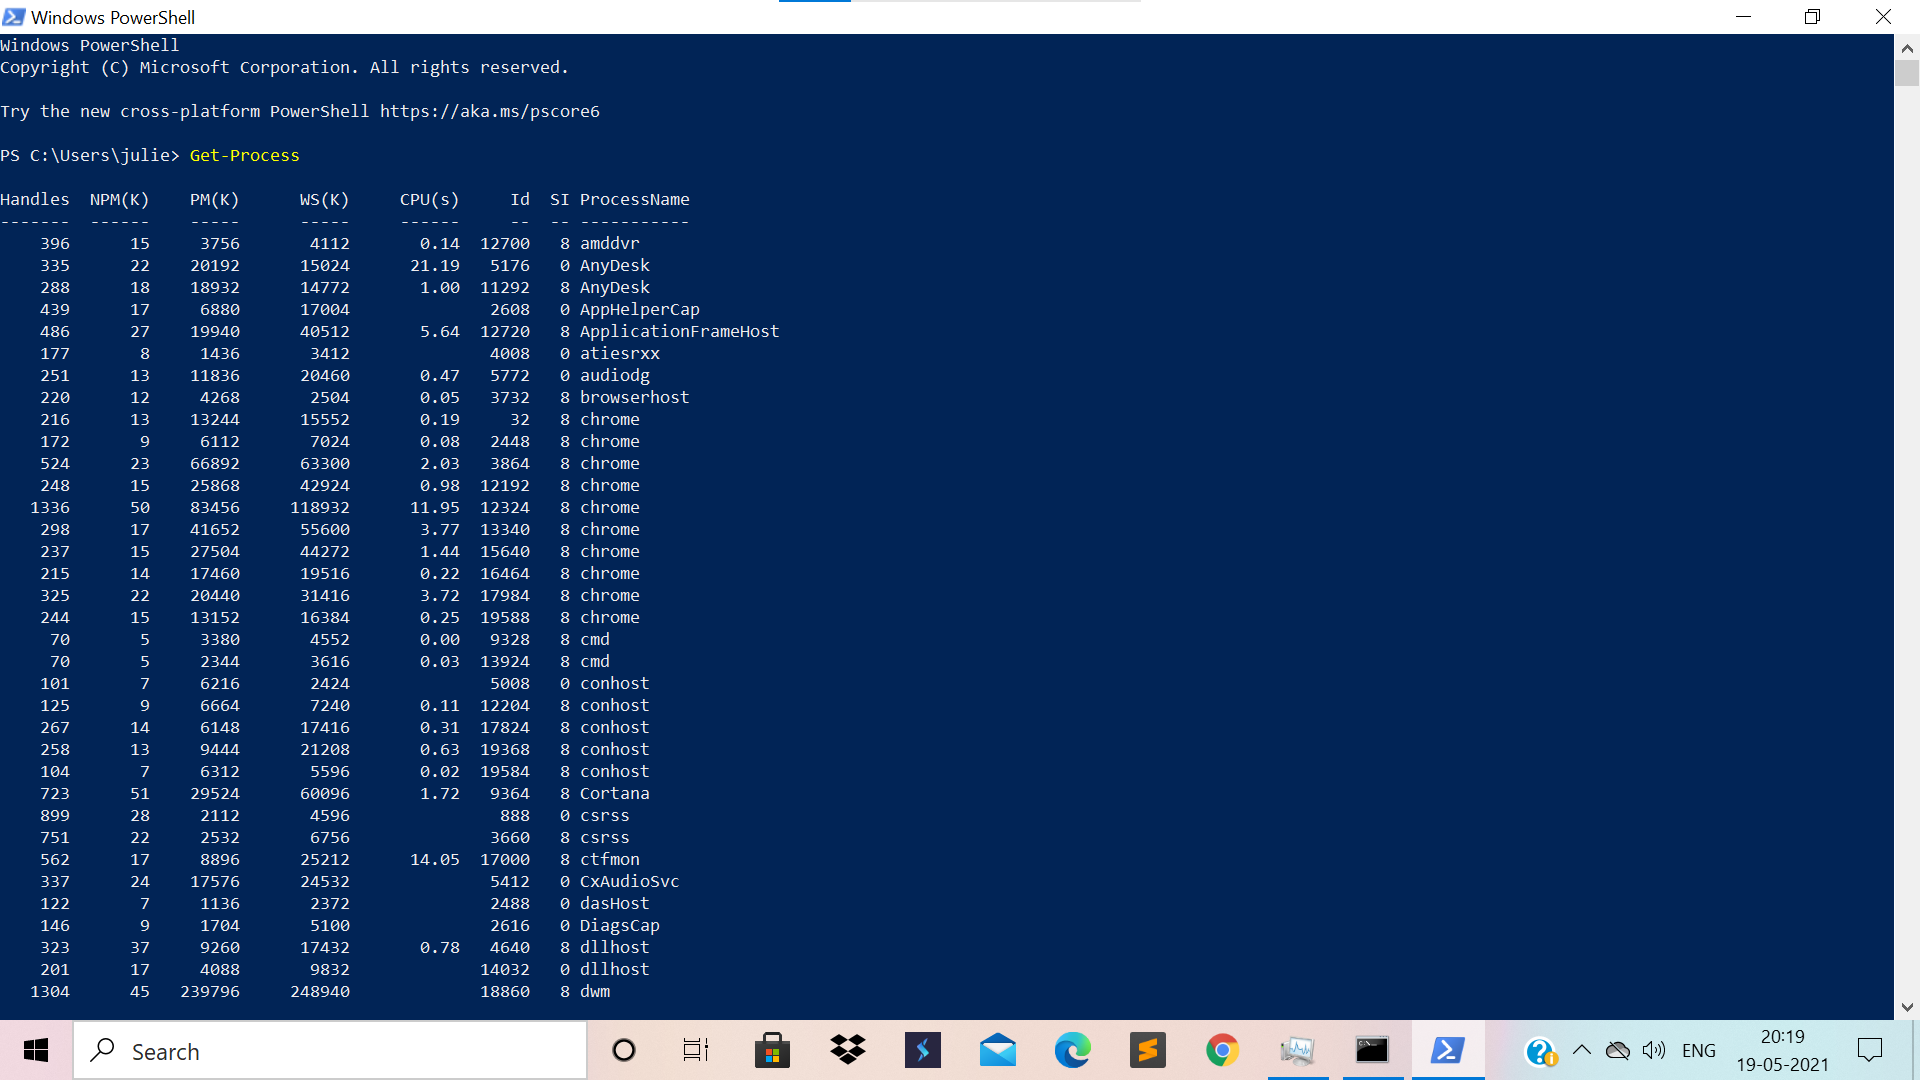 Windows PowerShell
Windows PowerShell
Copyright (C) Microsoft Corporation. All rights reserved.
Try the new cross-platform PowerShell https://aka.ms/pscore6
PS C:\Users\julie> Get-Process
Handles  NPM(K)    PM(K)      WS(K)     CPU(s)     Id  SI ProcessName
-------  ------    -----      -----     ------     --  -- -----------
    396      15     3756       4112       0.14  12700   8 amddvr
    335      22    20192      15024      21.19   5176   0 AnyDesk
    288      18    18932      14772       1.00  11292   8 AnyDesk
    439      17     6880      17004              2608   0 AppHelperCap
    486      27    19940      40512       5.64  12720   8 ApplicationFrameHost
    177       8     1436       3412              4008   0 atiesrxx
    251      13    11836      20460       0.47   5772   0 audiodg
    220      12     4268       2504       0.05   3732   8 browserhost
    216      13    13244      15552       0.19     32   8 chrome
    172       9     6112       7024       0.08   2448   8 chrome
    524      23    66892      63300       2.03   3864   8 chrome
    248      15    25868      42924       0.98  12192   8 chrome
   1336      50    83456     118932      11.95  12324   8 chrome
    298      17    41652      55600       3.77  13340   8 chrome
    237      15    27504      44272       1.44  15640   8 chrome
    215      14    17460      19516       0.22  16464   8 chrome
    325      22    20440      31416       3.72  17984   8 chrome
    244      15    13152      16384       0.25  19588   8 chrome
     70       5     3380       4552       0.00   9328   8 cmd
     70       5     2344       3616       0.03  13924   8 cmd
    101       7     6216       2424              5008   0 conhost
    125       9     6664       7240       0.11  12204   8 conhost
    267      14     6148      17416       0.31  17824   8 conhost
    258      13     9444      21208       0.63  19368   8 conhost
    104       7     6312       5596       0.02  19584   8 conhost
    723      51    29524      60096       1.72   9364   8 Cortana
    899      28     2112       4596               888   0 csrss
    751      22     2532       6756              3660   8 csrss
    562      17     8896      25212      14.05  17000   8 ctfmon
    337      24    17576      24532              5412   0 CxAudioSvc
    122       7     1136       2372              2488   0 dasHost
    146       9     1704       5100              2616   0 DiagsCap
    323      37     9260      17432       0.78   4640   8 dllhost
    201      17     4088       9832             14032   0 dllhost
   1304      45   239796     248940             18860   8 dwm
Search
ENG
20:19
19-05-2021